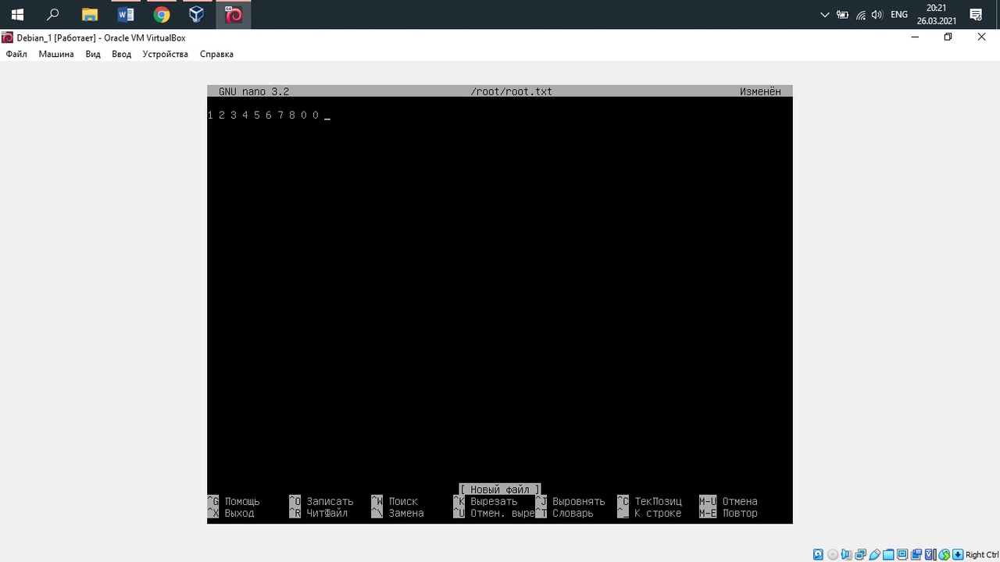 ENG
20:21
26.03.2021
Debian_1 [Работает] - Oracle VM VirtualBox
Файл Машина Вид Ввод Устройства Справка
GNU nano 3.2 /root/root.txt Изменён
1 2 3 4 5 6 7 8 0 0 _
[ Новый файл ]
^G Помощь ^O Записать ^W Поиск ^K Вырезать ^J Выровнять ^C ТекПозиц M-U Отмена
^X Выход ^R ЧитФайл ^\ Замена ^U Отмен. выре ^T Словарь ^_ К строке M-E Повтор
Right Ctrl